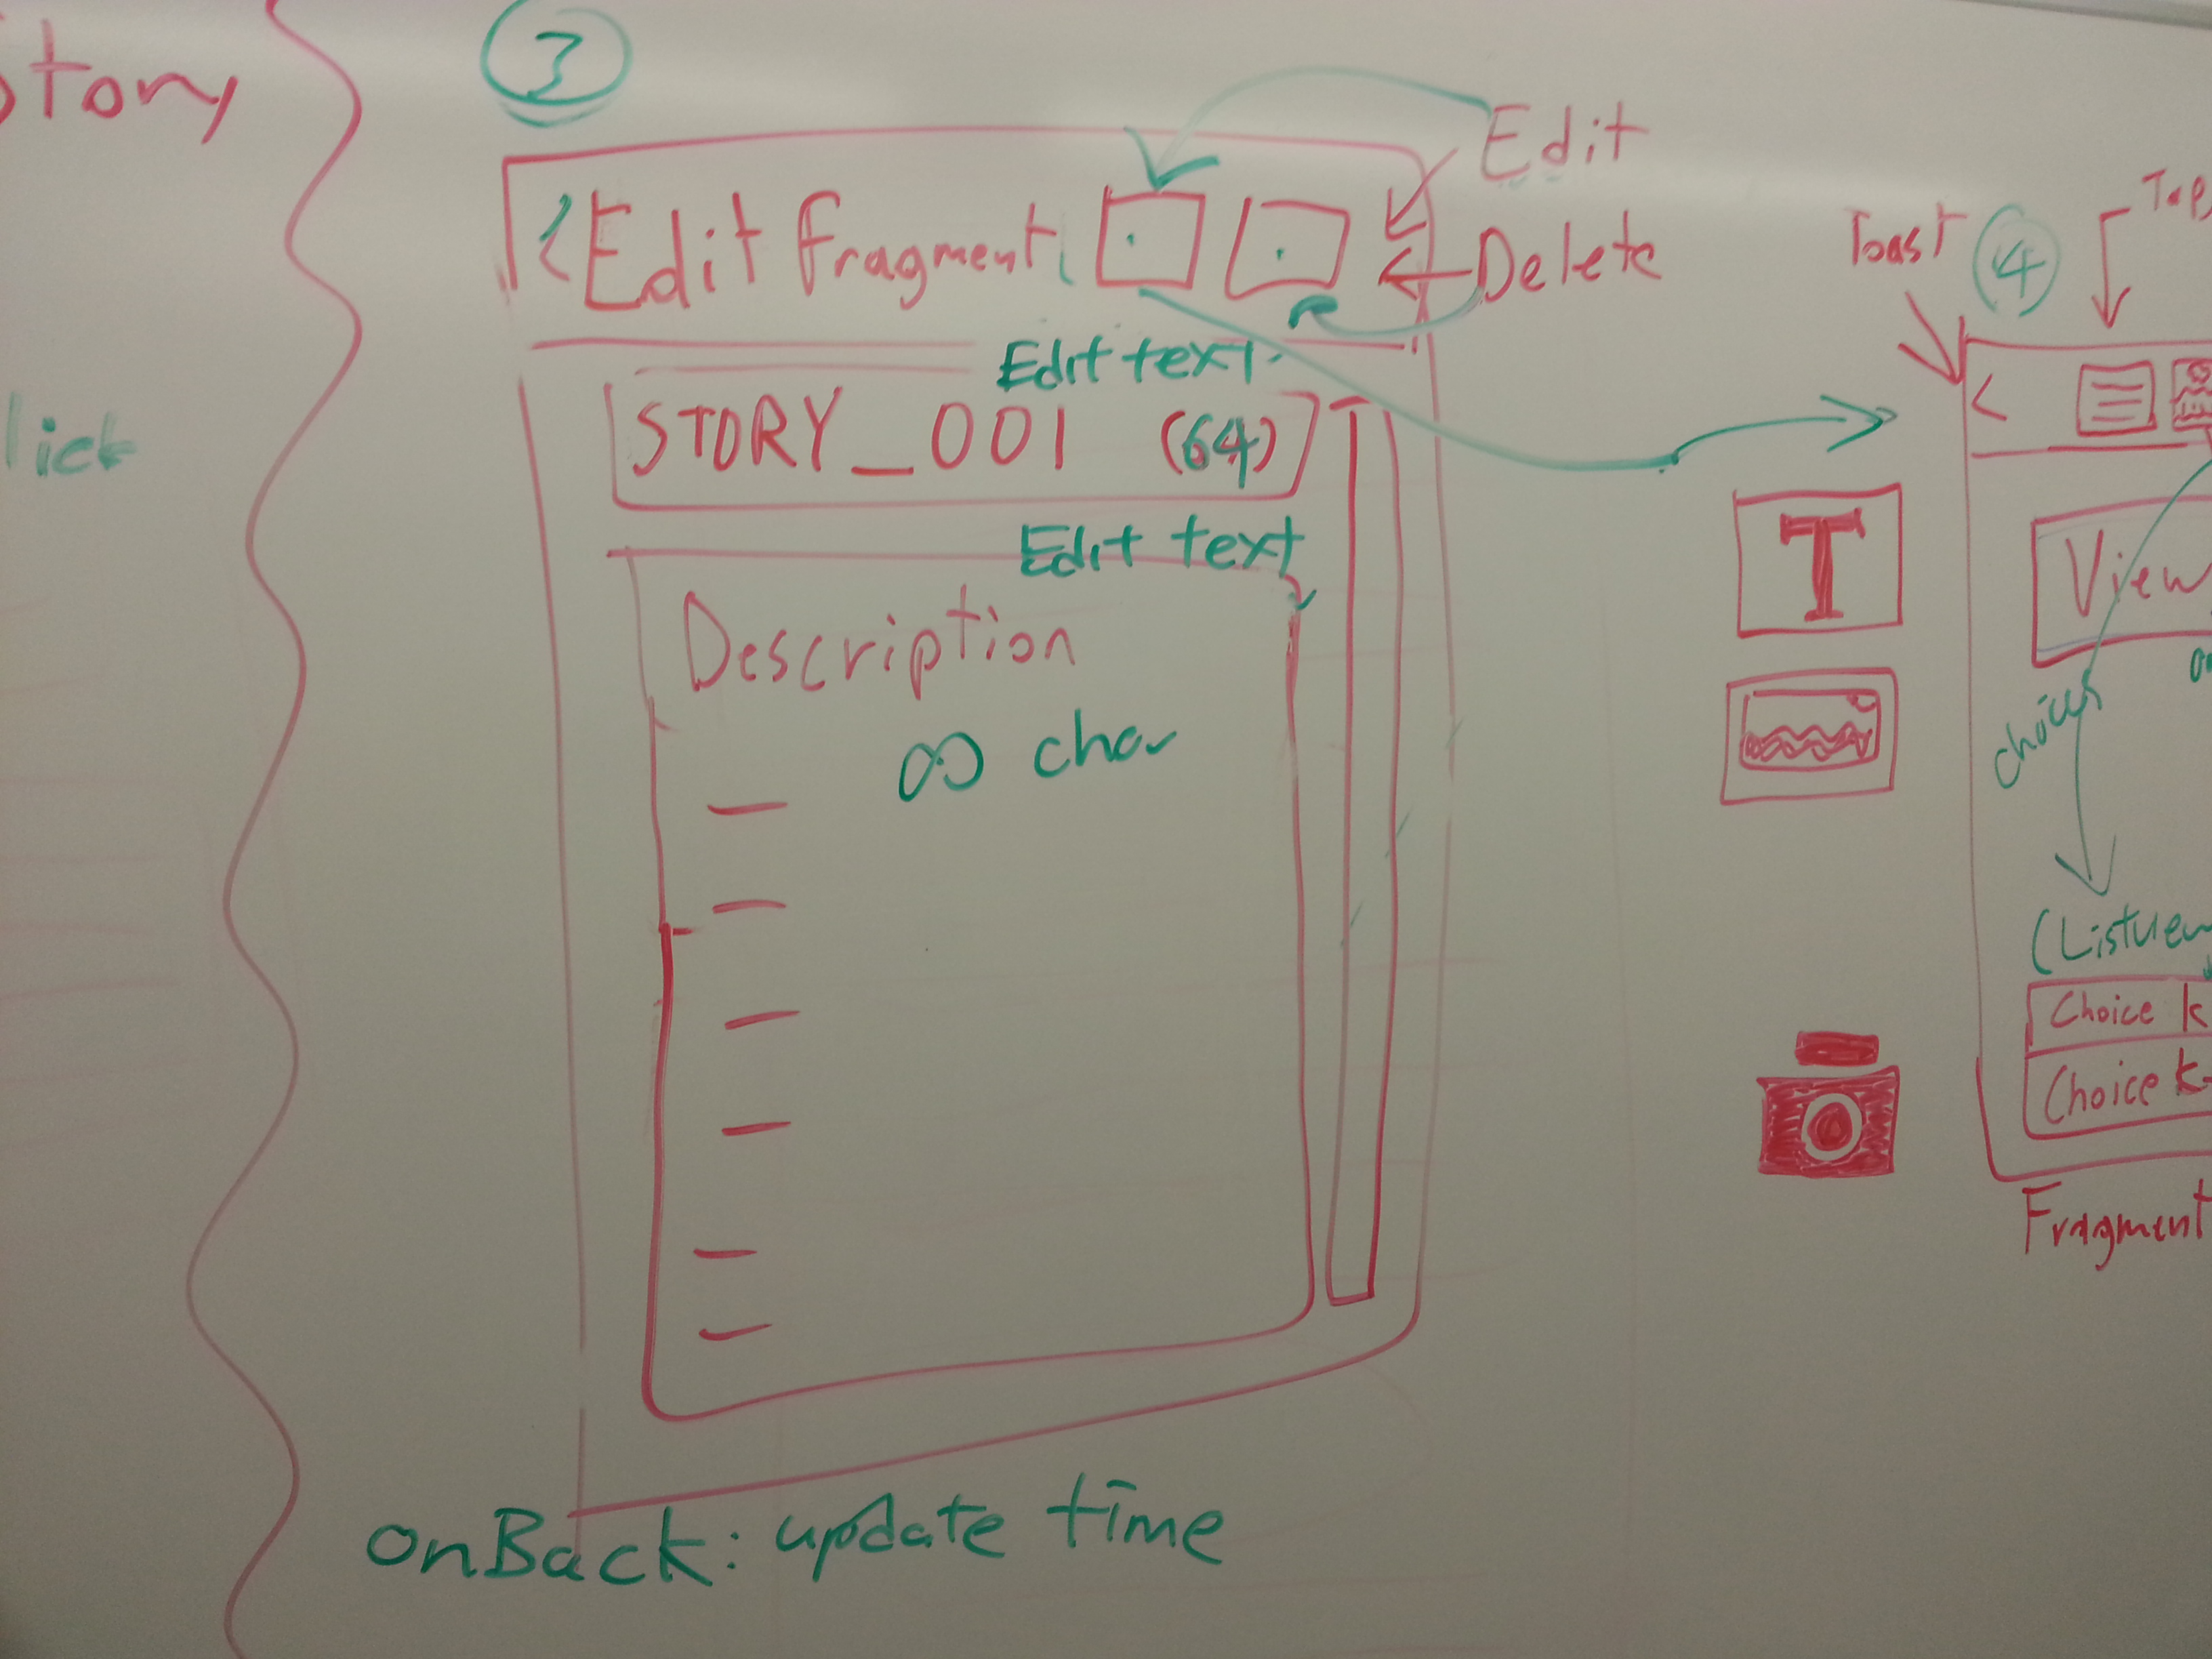 tory
lick
3
Edit
Delete
< Edit Fragment
Edit text
STORY_001 (64)
Edit text
Description
∞ char
onBack: update time
Toast
4
Tap
<
T
View
choices
(Listview
Choice k
Choice k
Fragment